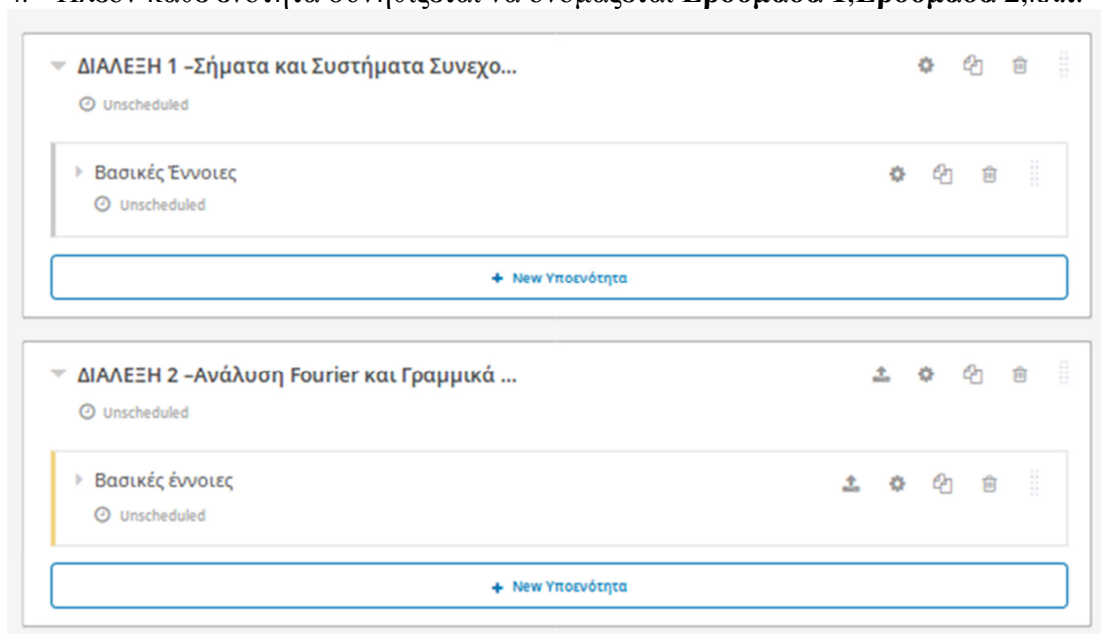 ΔΙΑΛΕΞΗ 1 –Σήματα και Συστήματα Συνεχο...
Unscheduled
Βασικές Έννοιες
Unscheduled
+ New Υποενότητα
ΔΙΑΛΕΞΗ 2 –Ανάλυση Fourier και Γραμμικά ...
Unscheduled
Βασικές έννοιες
Unscheduled
+ New Υποενότητα